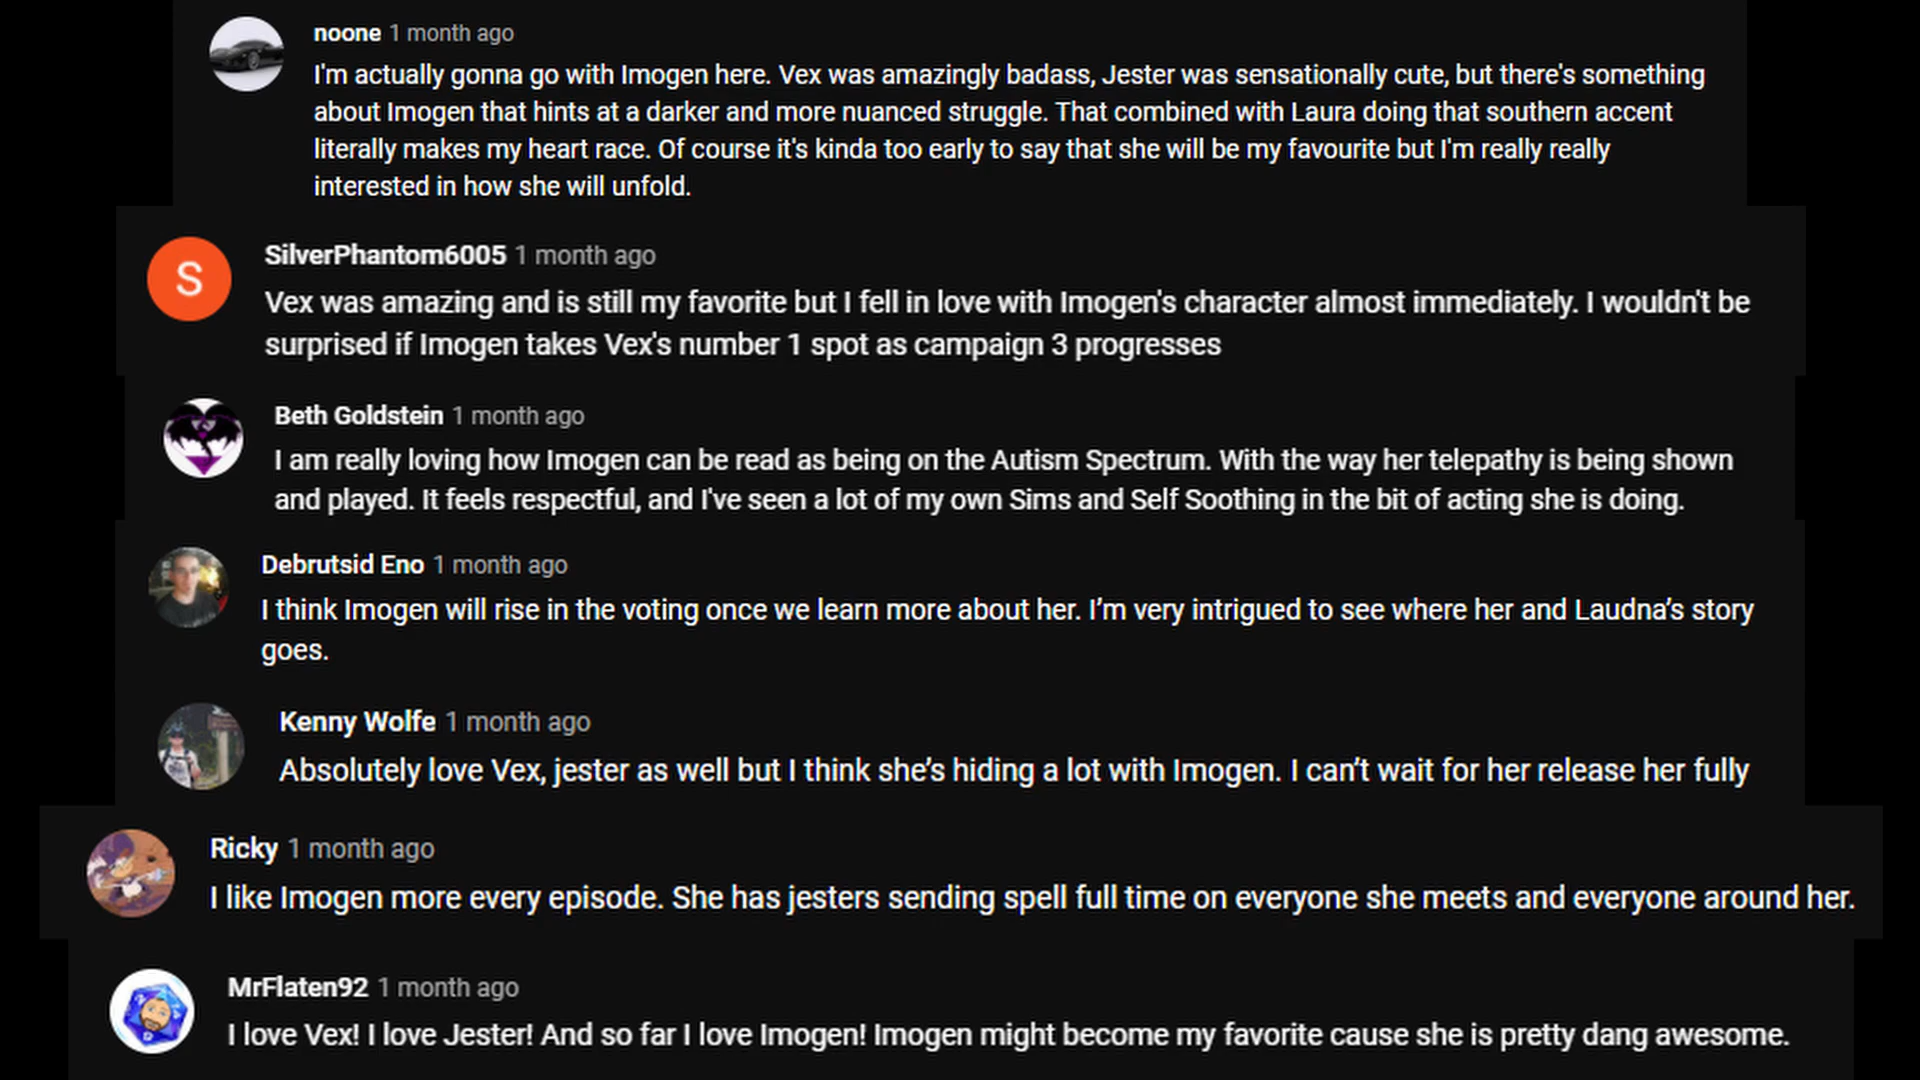 noone 1 month ago
I'm actually gonna go with Imogen here. Vex was amazingly badass, Jester was sensationally cute, but there's something
about Imogen that hints at a darker and more nuanced struggle. That combined with Laura doing that southern accent
literally makes my heart race. Of course it's kinda too early to say that she will be my favourite but I'm really really
interested in how she will unfold.
S
SilverPhantom6005 1 month ago
Vex was amazing and is still my favorite but I fell in love with Imogen's character almost immediately. I wouldn't be
surprised if Imogen takes Vex's number 1 spot as campaign 3 progresses
Beth Goldstein 1 month ago
I am really loving how Imogen can be read as being on the Autism Spectrum. With the way her telepathy is being shown
and played. It feels respectful, and I've seen a lot of my own Sims and Self Soothing in the bit of acting she is doing.
Debrutsid Eno 1 month ago
I think Imogen will rise in the voting once we learn more about her. I’m very intrigued to see where her and Laudna’s story
goes.
Kenny Wolfe 1 month ago
Absolutely love Vex, jester as well but I think she’s hiding a lot with Imogen. I can’t wait for her release her fully
Ricky 1 month ago
I like Imogen more every episode. She has jesters sending spell full time on everyone she meets and everyone around her.
MrFlaten92 1 month ago
I love Vex! I love Jester! And so far I love Imogen! Imogen might become my favorite cause she is pretty dang awesome.